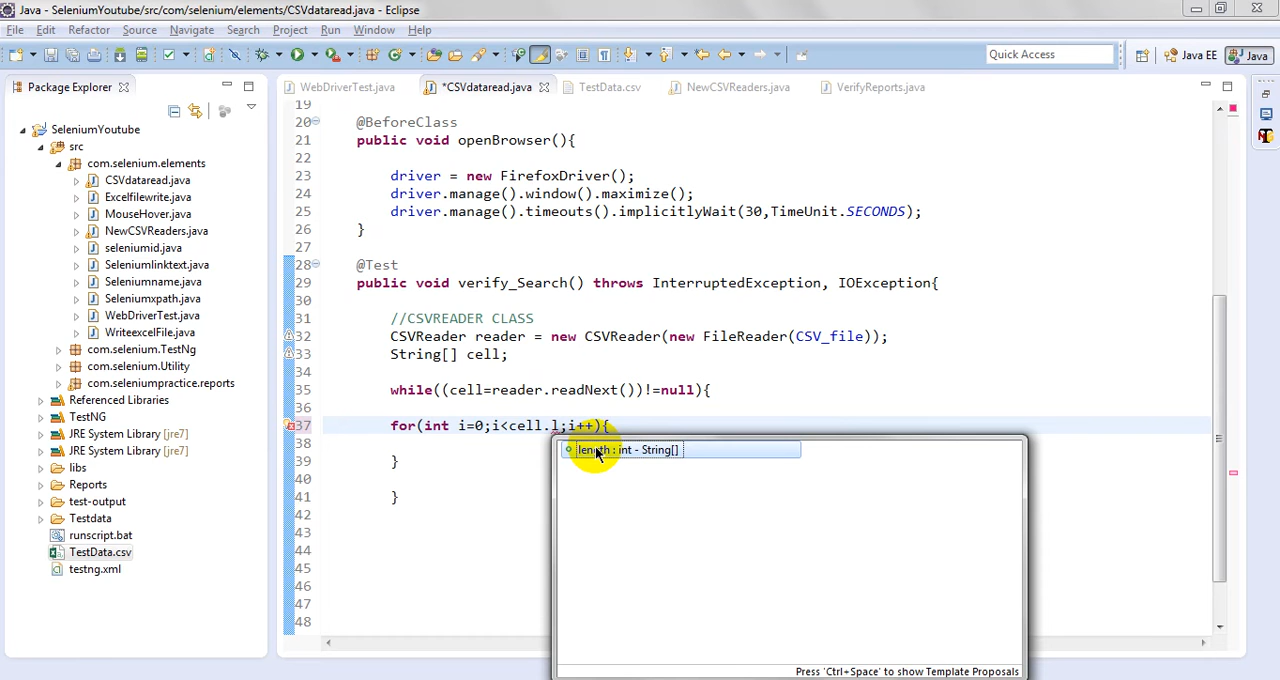 Java - SeleniumYoutube/src/com/selenium/elements/CSVdataread.java - Eclipse
File Edit Refactor Source Navigate Search Project Run Window Help
Quick Access
Java EE
Java
Package Explorer
WebDriverTest.java
*CSVdataread.java
TestData.csv
NewCSVReaders.java
VerifyReports.java
SeleniumYoutube
src
com.selenium.elements
CSVdataread.java
Excelfilewrite.java
MouseHover.java
NewCSVReaders.java
seleniumid.java
Seleniumlinktext.java
Seleniumname.java
Seleniumxpath.java
WebDriverTest.java
WriteexcelFile.java
com.selenium.TestNg
com.selenium.Utility
com.seleniumpractice.reports
Referenced Libraries
TestNG
JRE System Library [jre7]
JRE System Library [jre7]
libs
Reports
test-output
Testdata
runscript.bat
TestData.csv
testng.xml
19
20 @BeforeClass
21 public void openBrowser(){
22
23 driver = new FirefoxDriver();
24 driver.manage().window().maximize();
25 driver.manage().timeouts().implicitlyWait(30,TimeUnit.SECONDS);
26 }
27
28 @Test
29 public void verify_Search() throws InterruptedException, IOException{
30
31 //CSVREADER CLASS
32 CSVReader reader = new CSVReader(new FileReader(CSV_file));
33 String[] cell;
34
35 while((cell=reader.readNext())!=null){
36
37 for(int i=0;i<cell.l;i++){
38
39 }
40
41 }
42
43
44
45
46
47
48
length : int - String[]
Press 'Ctrl+Space' to show Template Proposals